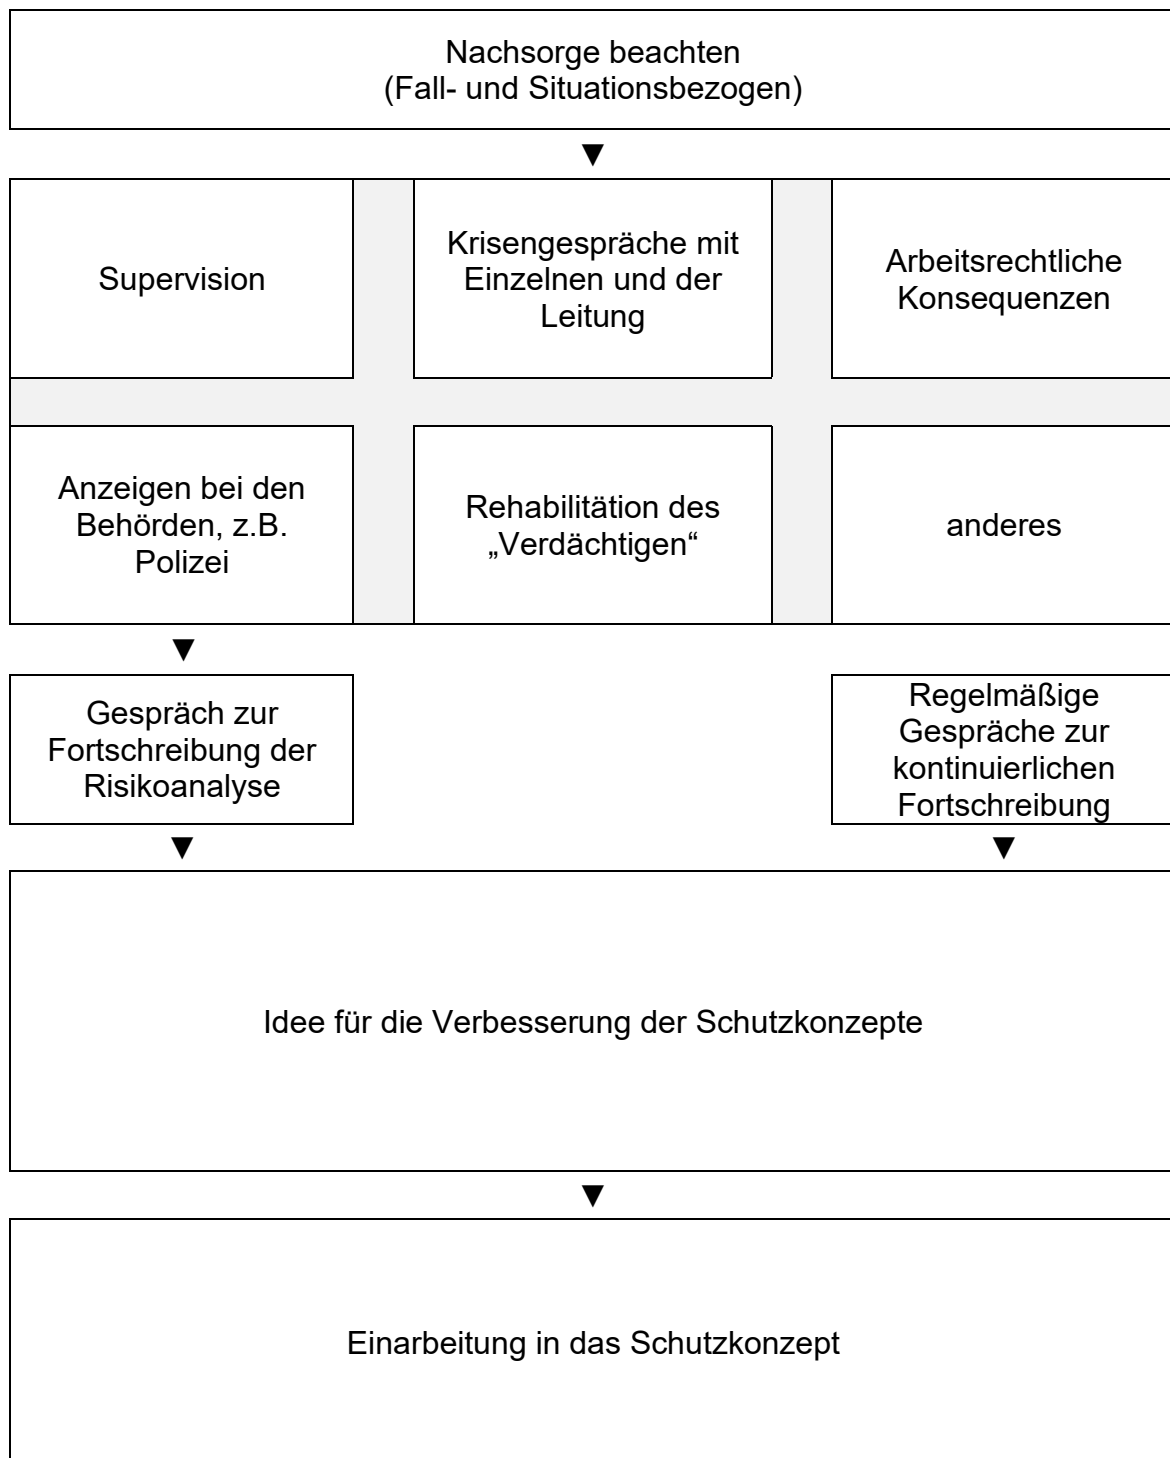 Nachsorge beachten
(Fall- und Situationsbezogen)
▼
Supervision
Krisengespräche mit
Einzelnen und der
Leitung
Arbeitsrechtliche
Konsequenzen
Anzeigen bei den
Behörden, z.B.
Polizei
Rehabilitätion des
„Verdächtigen“
anderes
▼
Gespräch zur
Fortschreibung der
Risikoanalyse
Regelmäßige
Gespräche zur
kontinuierlichen
Fortschreibung
▼
▼
Idee für die Verbesserung der Schutzkonzepte
▼
Einarbeitung in das Schutzkonzept